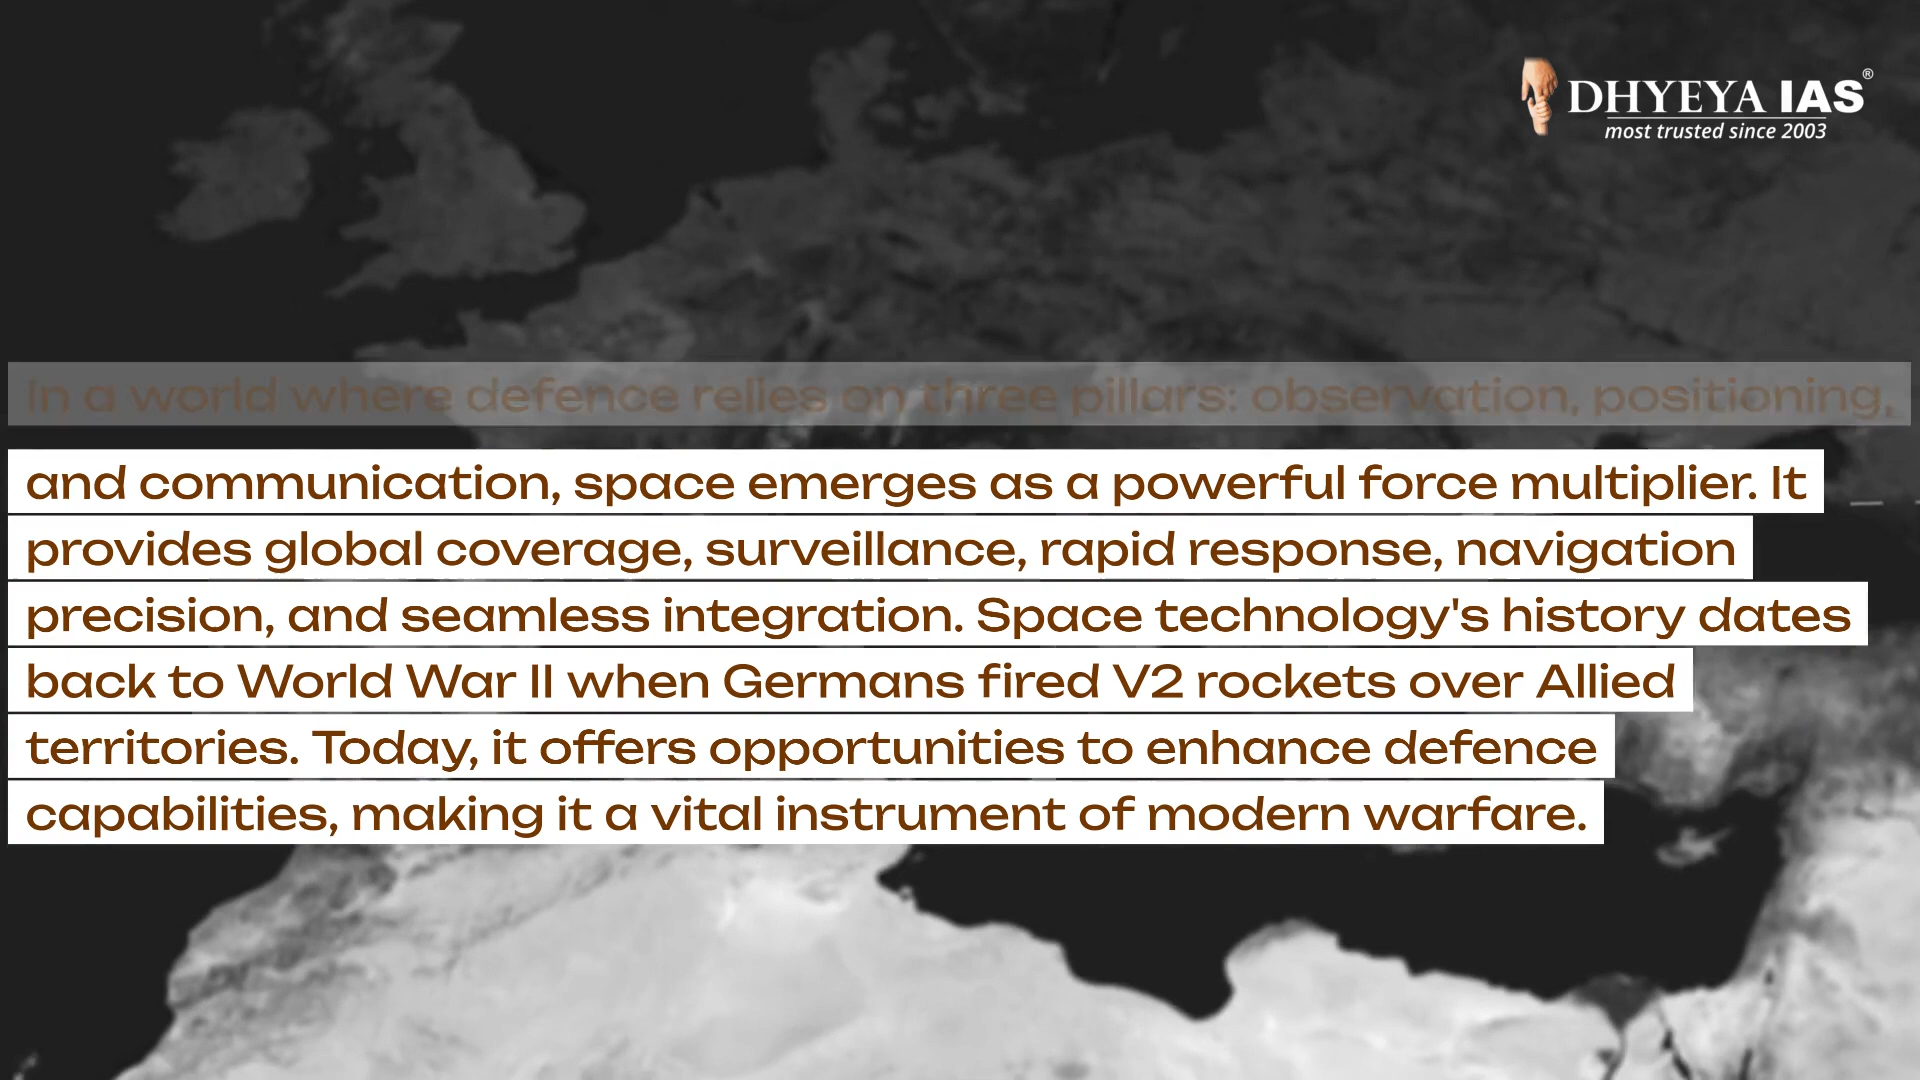 DHYEYA IAS®
most trusted since 2003
In a world where defence relies on three pillars: observation, positioning,
and communication, space emerges as a powerful force multiplier. It
provides global coverage, surveillance, rapid response, navigation
precision, and seamless integration. Space technology's history dates
back to World War II when Germans fired V2 rockets over Allied
territories. Today, it offers opportunities to enhance defence
capabilities, making it a vital instrument of modern warfare.